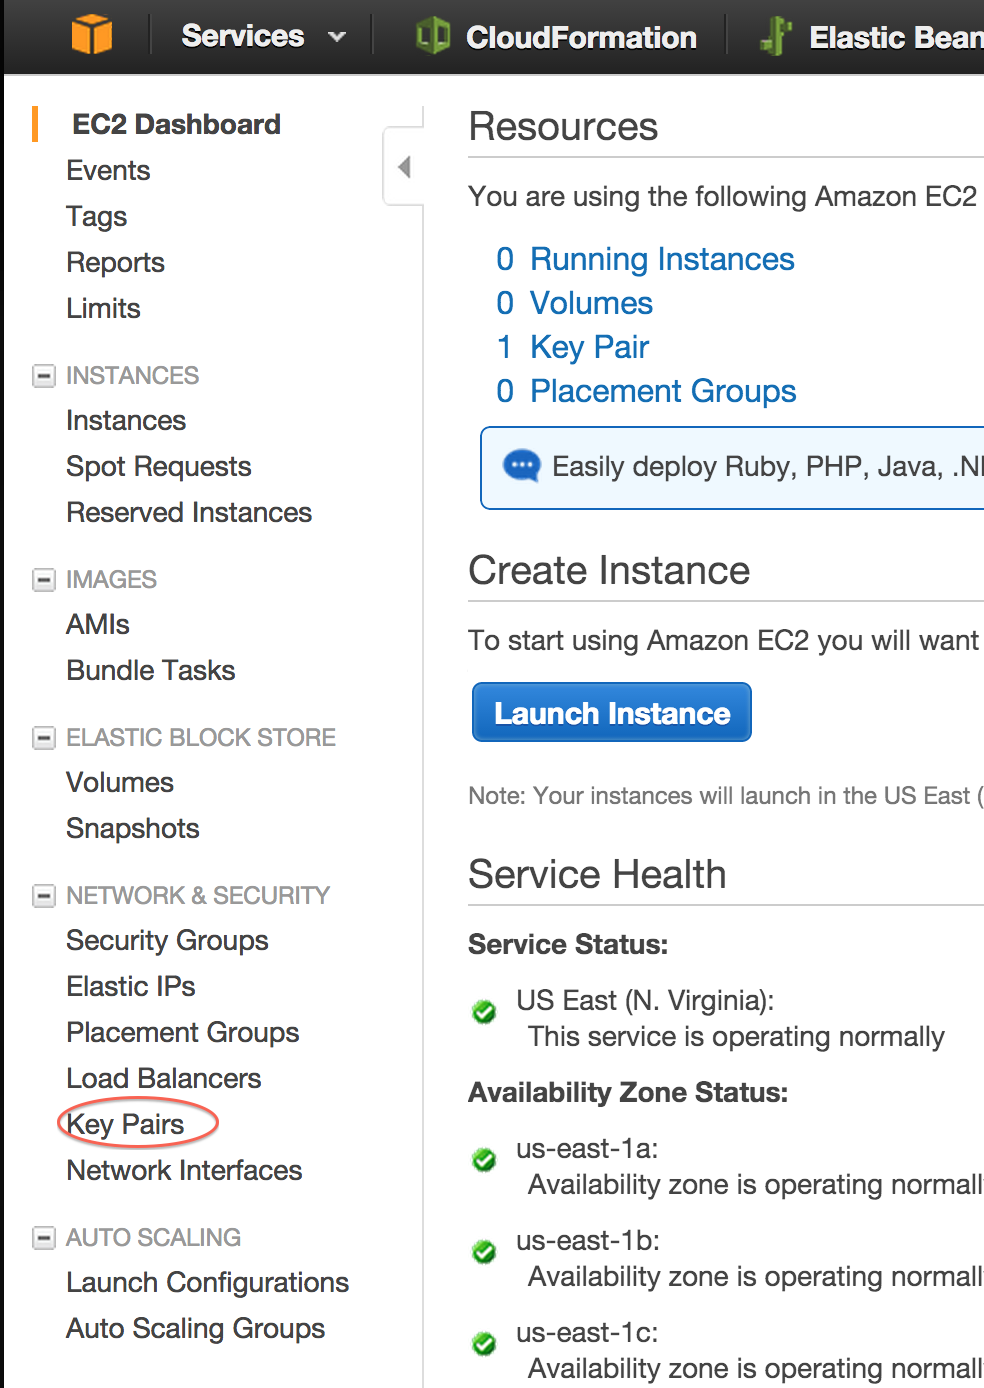 Services
CloudFormation
Elastic Bean
EC2 Dashboard
Events
Tags
Reports
Limits
INSTANCES
Instances
Spot Requests
Reserved Instances
IMAGES
AMIs
Bundle Tasks
ELASTIC BLOCK STORE
Volumes
Snapshots
NETWORK & SECURITY
Security Groups
Elastic IPs
Placement Groups
Load Balancers
Key Pairs
Network Interfaces
AUTO SCALING
Launch Configurations
Auto Scaling Groups
Resources
You are using the following Amazon EC2
0 Running Instances
0 Volumes
1 Key Pair
0 Placement Groups
Easily deploy Ruby, PHP, Java, .NE
Create Instance
To start using Amazon EC2 you will want
Launch Instance
Note: Your instances will launch in the US East (
Service Health
Service Status:
US East (N. Virginia):
This service is operating normally
Availability Zone Status:
us-east-1a:
Availability zone is operating normall
us-east-1b:
Availability zone is operating normall
us-east-1c:
Availability zone is operating normall